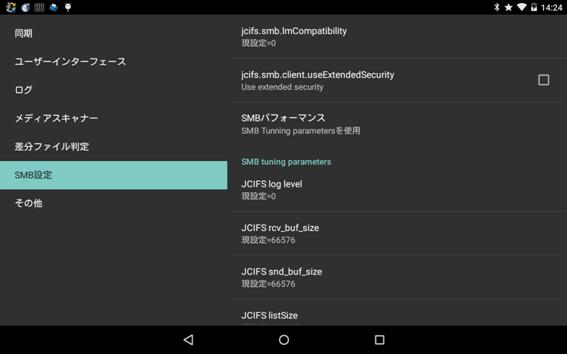 14:24
同期
ユーザーインターフェース
ログ
メディアスキャナー
差分ファイル判定
SMB設定
その他
jcifs.smb.lmCompatibility
現設定=0
jcifs.smb.client.useExtendedSecurity
Use extended security
SMBパフォーマンス
SMB Tunning parametersを使用
SMB tuning parameters
JCIFS log level
現設定=0
JCIFS rcv_buf_size
現設定=66576
JCIFS snd_buf_size
現設定=66576
JCIFS listSize